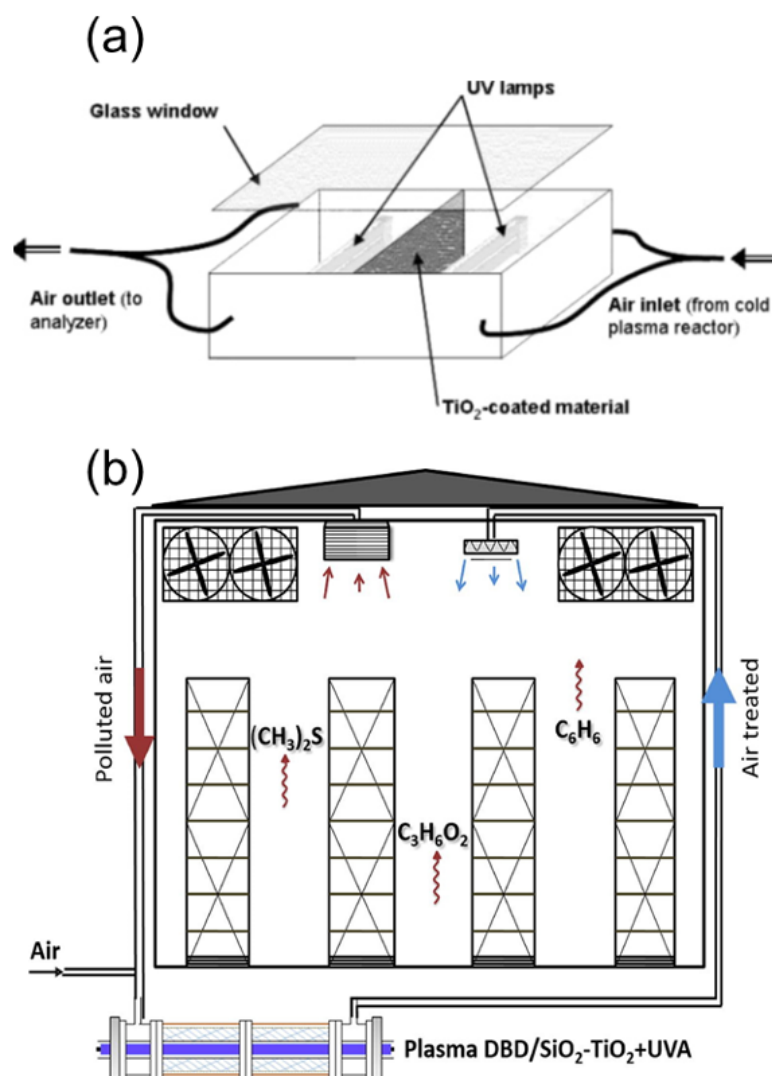 (a)
UV lamps
Glass window
Air outlet (to
analyzer)
Air inlet (from cold
plasma reactor)
TiO₂-coated material
(b)
Polluted air
(CH₃)₂S
C₆H₆
C₃H₆O₂
Air treated
Air
Plasma DBD/SiO₂-TiO₂+UVA